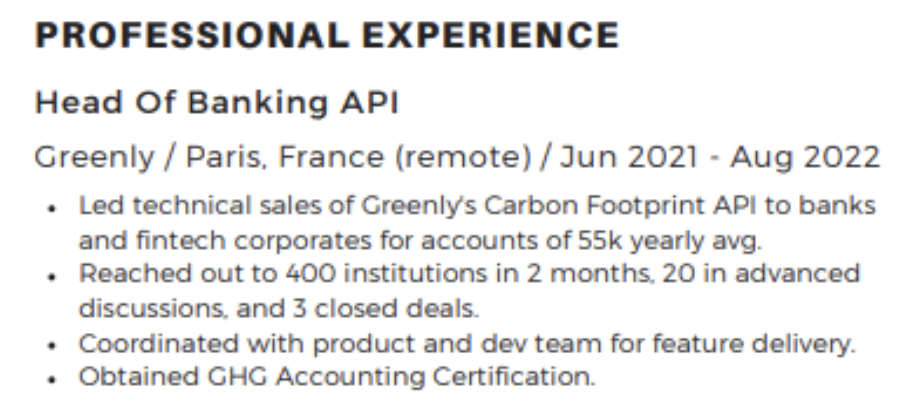 PROFESSIONAL EXPERIENCE
Head Of Banking API
Greenly / Paris, France (remote) / Jun 2021 - Aug 2022
• Led technical sales of Greenly's Carbon Footprint API to banks
and fintech corporates for accounts of 55k yearly avg.
• Reached out to 400 institutions in 2 months, 20 in advanced
discussions, and 3 closed deals.
• Coordinated with product and dev team for feature delivery.
• Obtained GHG Accounting Certification.